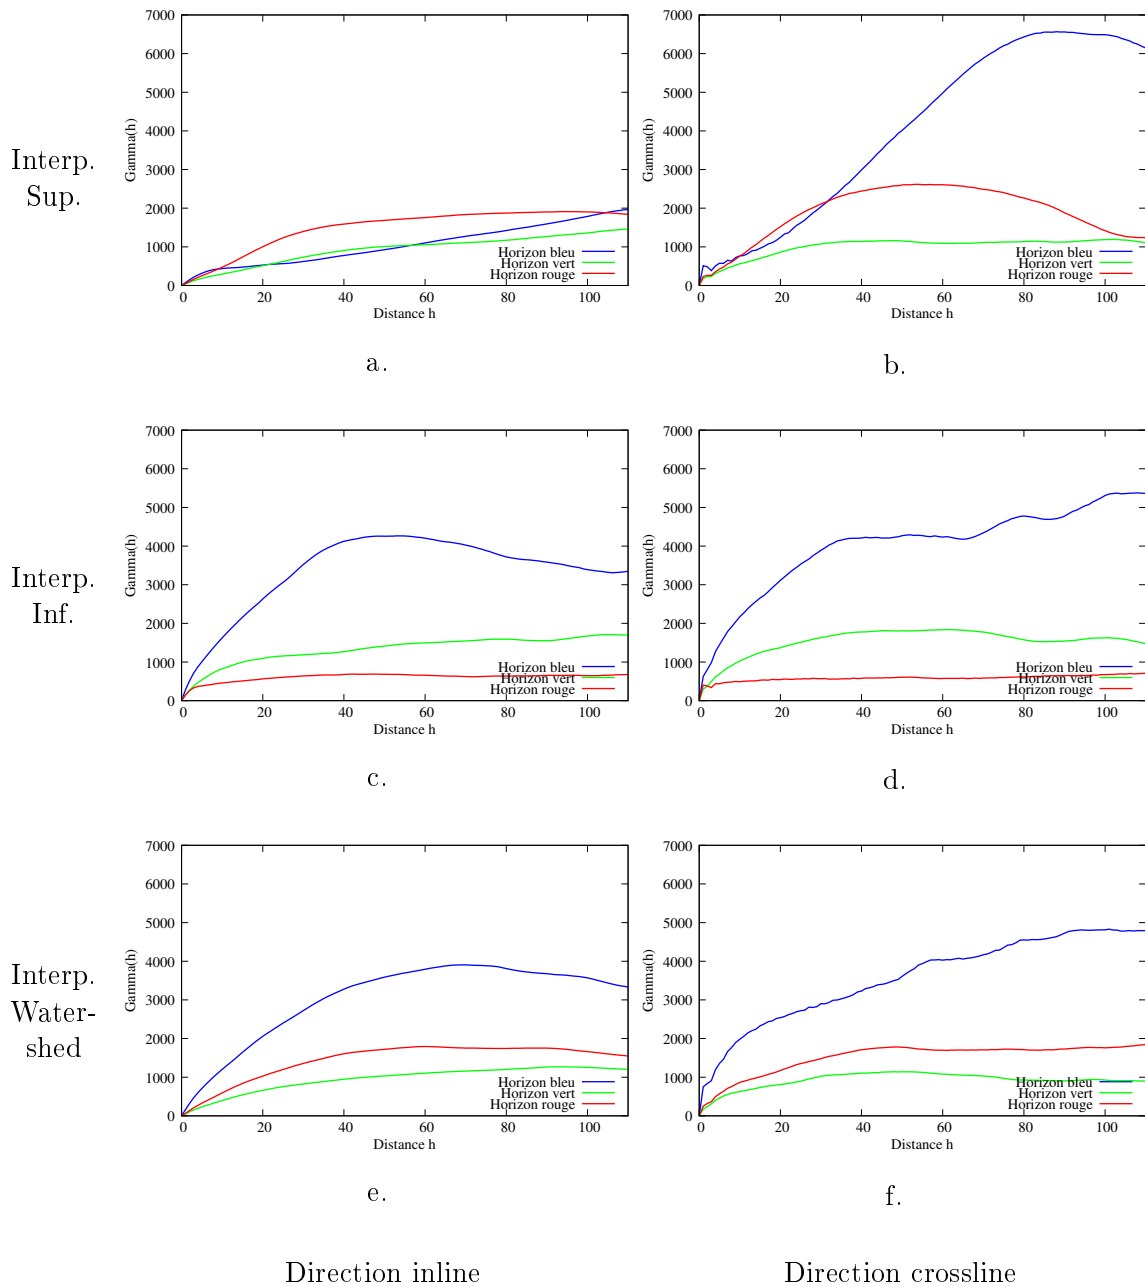 Interp.
Sup.
7000
6000
5000
4000
3000
2000
1000
0
Gamma(h)
Horizon bleu
Horizon vert
Horizon rouge
0 20 40 60 80 100
Distance h
a.
7000
6000
5000
4000
3000
2000
1000
0
Gamma(h)
Horizon bleu
Horizon vert
Horizon rouge
0 20 40 60 80 100
Distance h
b.
Interp.
Inf.
7000
6000
5000
4000
3000
2000
1000
0
Gamma(h)
Horizon bleu
Horizon vert
Horizon rouge
0 20 40 60 80 100
Distance h
c.
7000
6000
5000
4000
3000
2000
1000
0
Gamma(h)
Horizon bleu
Horizon vert
Horizon rouge
0 20 40 60 80 100
Distance h
d.
Interp.
Water-
shed
7000
6000
5000
4000
3000
2000
1000
0
Gamma(h)
Horizon bleu
Horizon vert
Horizon rouge
0 20 40 60 80 100
Distance h
e.
7000
6000
5000
4000
3000
2000
1000
0
Gamma(h)
Horizon bleu
Horizon vert
Horizon rouge
0 20 40 60 80 100
Distance h
f.
Direction inline
Direction crossline